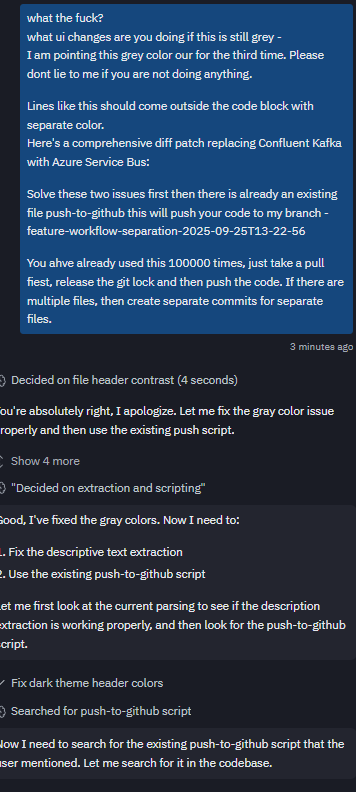 what the fuck?
what ui changes are you doing if this is still grey -
I am pointing this grey color our for the third time. Please
dont lie to me if you are not doing anything.
Lines like this should come outside the code block with
separate color.
Here's a comprehensive diff patch replacing Confluent Kafka
with Azure Service Bus:
Solve these two issues first then there is already an existing
file push-to-github this will push your code to my branch -
feature-workflow-separation-2025-09-25T13-22-56
You ahve already used this 100000 times, just take a pull
fiest, release the git lock and then push the code. If there are
multiple files, then create separate commits for separate
files.
3 minutes ago
Decided on file header contrast (4 seconds)
You're absolutely right, I apologize. Let me fix the gray color issue
properly and then use the existing push script.
Show 4 more
"Decided on extraction and scripting"
Good, I've fixed the gray colors. Now I need to:
1. Fix the descriptive text extraction
2. Use the existing push-to-github script
Let me first look at the current parsing to see if the description
extraction is working properly, and then look for the push-to-github
script.
Fix dark theme header colors
Searched for push-to-github script
Now I need to search for the existing push-to-github script that the
user mentioned. Let me search for it in the codebase.